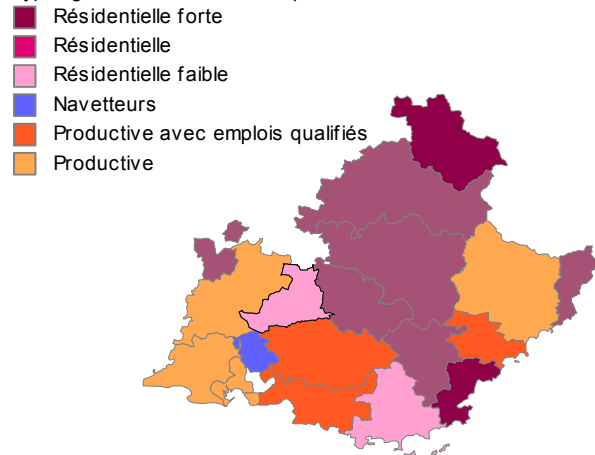 Résidentielle forte
Résidentielle
Résidentielle faible
Navetteurs
Productive avec emplois qualifiés
Productive